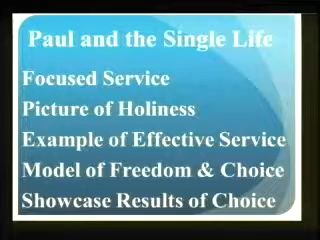 Paul and the Single Life
Focused Service
Picture of Holiness
Example of Effective Service
Model of Freedom & Choice
Showcase Results of Choice